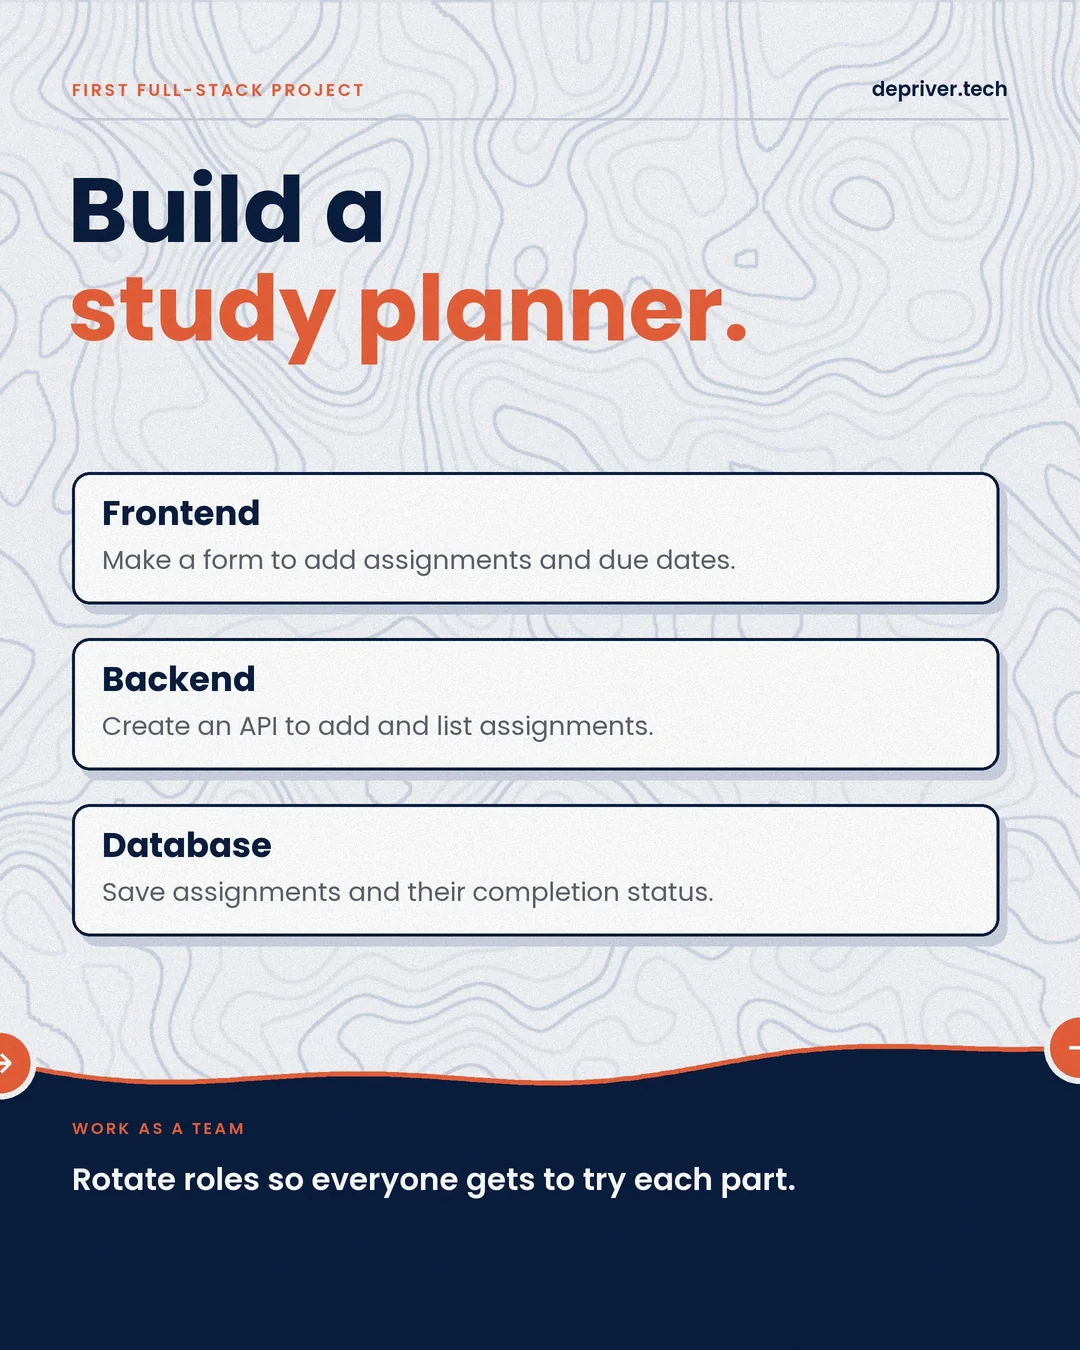 FIRST FULL-STACK PROJECT
depriver.tech
Build a
study planner.
Frontend
Make a form to add assignments and due dates.
Backend
Create an API to add and list assignments.
Database
Save assignments and their completion status.
WORK AS A TEAM
Rotate roles so everyone gets to try each part.